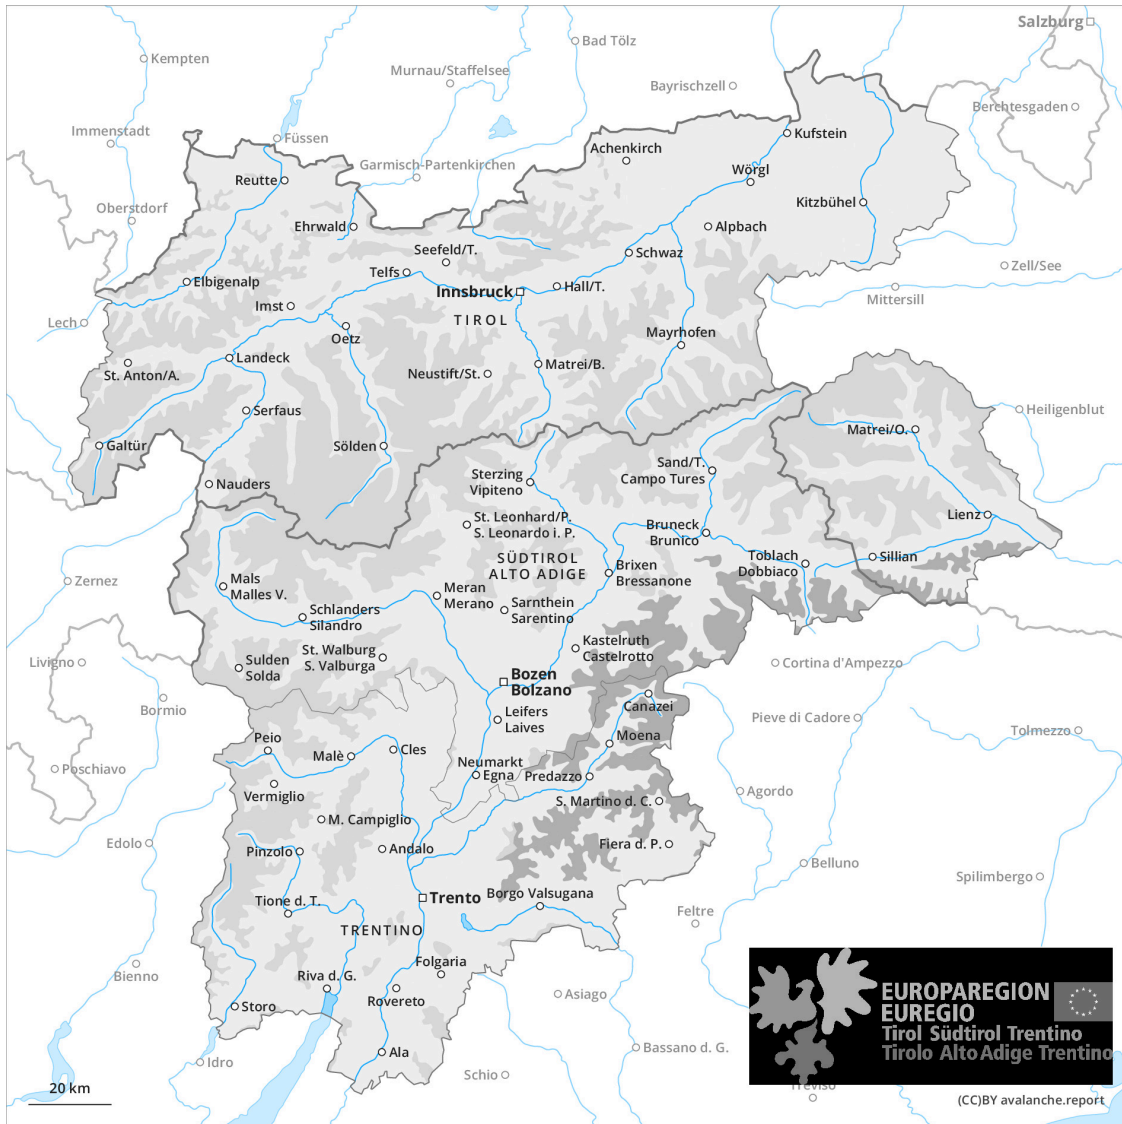 Salzburg
Bad Tölz
Kempten
Murnau/Staffelsee
Bayrischzell
Berchtesgaden
Immenstadt
Füssen
Kufstein
Achenkirch
Garmisch-Partenkirchen
Wörgl
Reutte
Kitzbühel
Oberstdorf
Ehrwald
Alpbach
Seefeld/T.
Schwaz
Telfs
Zell/See
Elbigenalp
Innsbruck
Hall/T.
Mittersill
Imst
TIROL
Lech
Oetz
Mayrhofen
Landeck
Matrei/B.
St. Anton/A.
Neustift/St.
Serfaus
Heiligenblut
Matrei/O.
Galtür
Sölden
Sand/T.
Campo Tures
Sterzing
Vipiteno
Nauders
St. Leonhard/P.
S. Leonardo i. P.
Lienz
Bruneck
Brunico
SÜDTIROL
ALTO ADIGE
Toblach
Dobbiaco
Sillian
Brixen
Bressanone
Zernez
Mals
Malles V.
Meran
Merano
Sarnthein
Sarentino
Schlanders
Silandro
Kastelruth
Castelrotto
St. Walburg
S. Valburga
Livigno
Sulden
Solda
Cortina d'Ampezzo
Bozen
Bolzano
Bormio
Canazei
Leifers
Laives
Pieve di Cadore
Tolmezzo
Peio
Moena
Malè
Cles
Neumarkt
Egna
Poschiavo
Predazzo
Vermiglio
Agordo
S. Martino d. C.
M. Campiglio
Edolo
Fiera d. P.
Pinzolo
Andalo
Belluno
Spilimbergo
Borgo Valsugana
Trento
Tione d. T.
Feltre
TRENTINO
Folgaria
Bienno
Riva d. G.
Rovereto
Asiago
Storo
EUROPAREGION
EUREGIO
Tirol Südtirol Trentino
Tirolo Alto Adige Trentino
Ala
Bassano d. G.
Idro
Schio
Treviso
20 km
(CC)BY avalanche.report